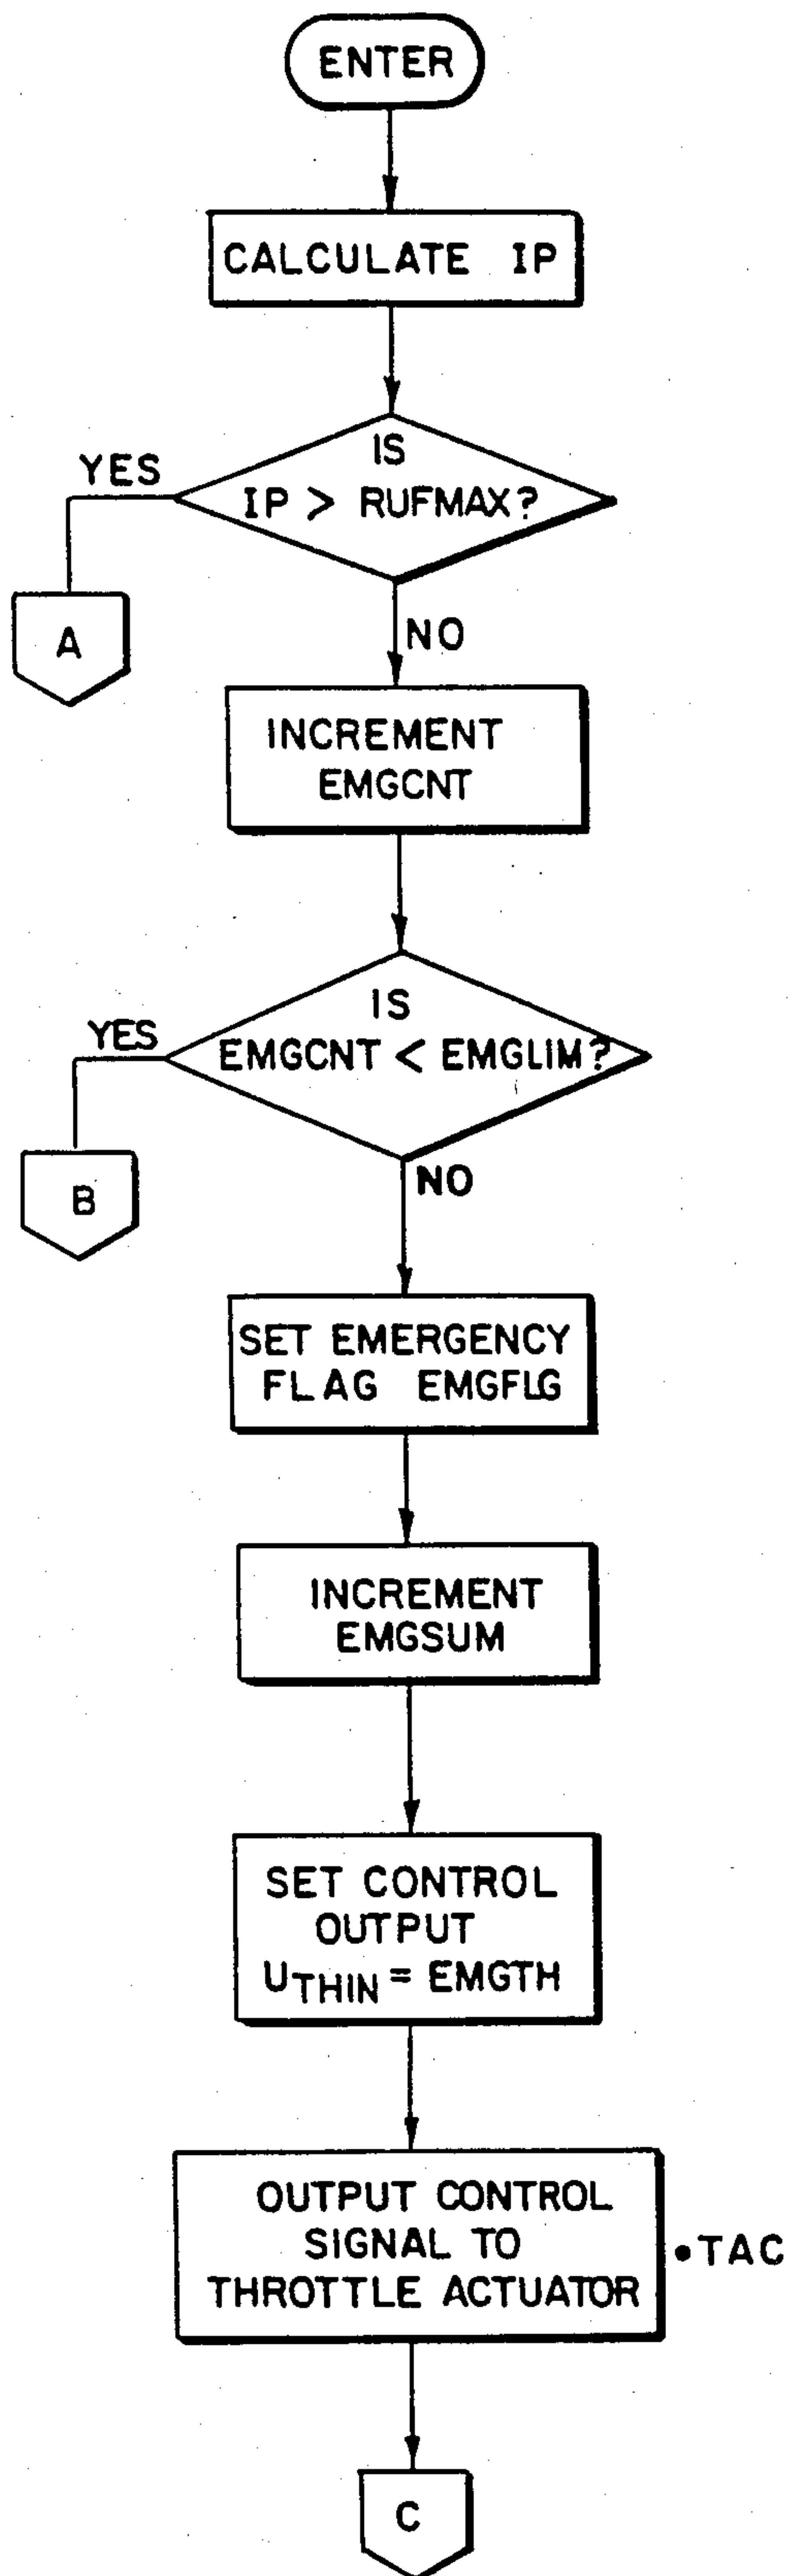 ENTER
CALCULATE IP
IS
IP > RUFMAX?
YES
A
NO
INCREMENT
EMGCNT
IS
EMGCNT < EMGLIM?
YES
B
NO
SET EMERGENCY
FLAG EMGFLG
INCREMENT
EMGSUM
SET CONTROL
OUTPUT
UTHIN = EMGTH
OUTPUT CONTROL
SIGNAL TO
THROTTLE ACTUATOR
•TAC
C